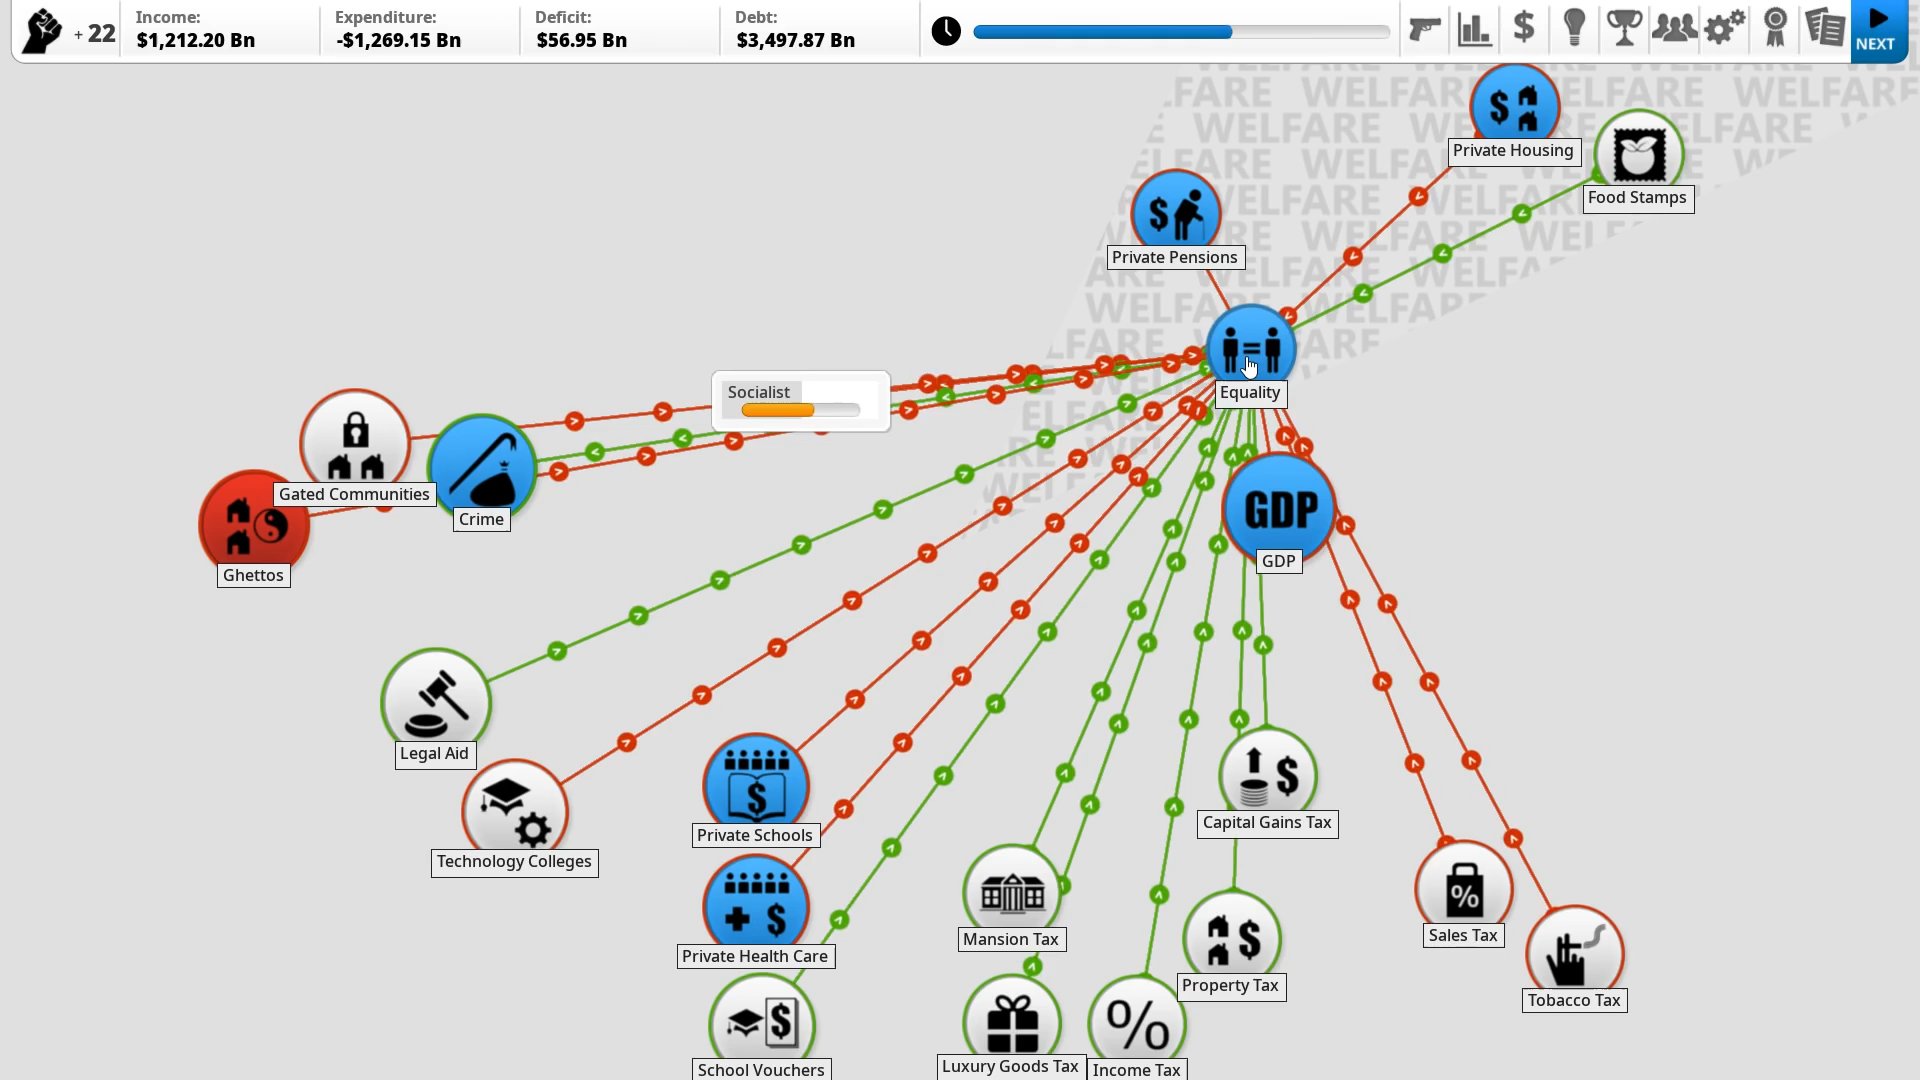 + 22
Income:
$1,212.20 Bn
Expenditure:
-$1,269.15 Bn
Deficit:
$56.95 Bn
Debt:
$3,497.87 Bn
NEXT
WELFARE WELFARE WELFARE WELFARE
Private Housing
Food Stamps
Private Pensions
Equality
Socialist
Gated Communities
Crime
Ghettos
GDP
GDP
Legal Aid
Technology Colleges
Private Schools
Capital Gains Tax
Private Health Care
Mansion Tax
Sales Tax
Property Tax
Tobacco Tax
School Vouchers
Luxury Goods Tax
Income Tax